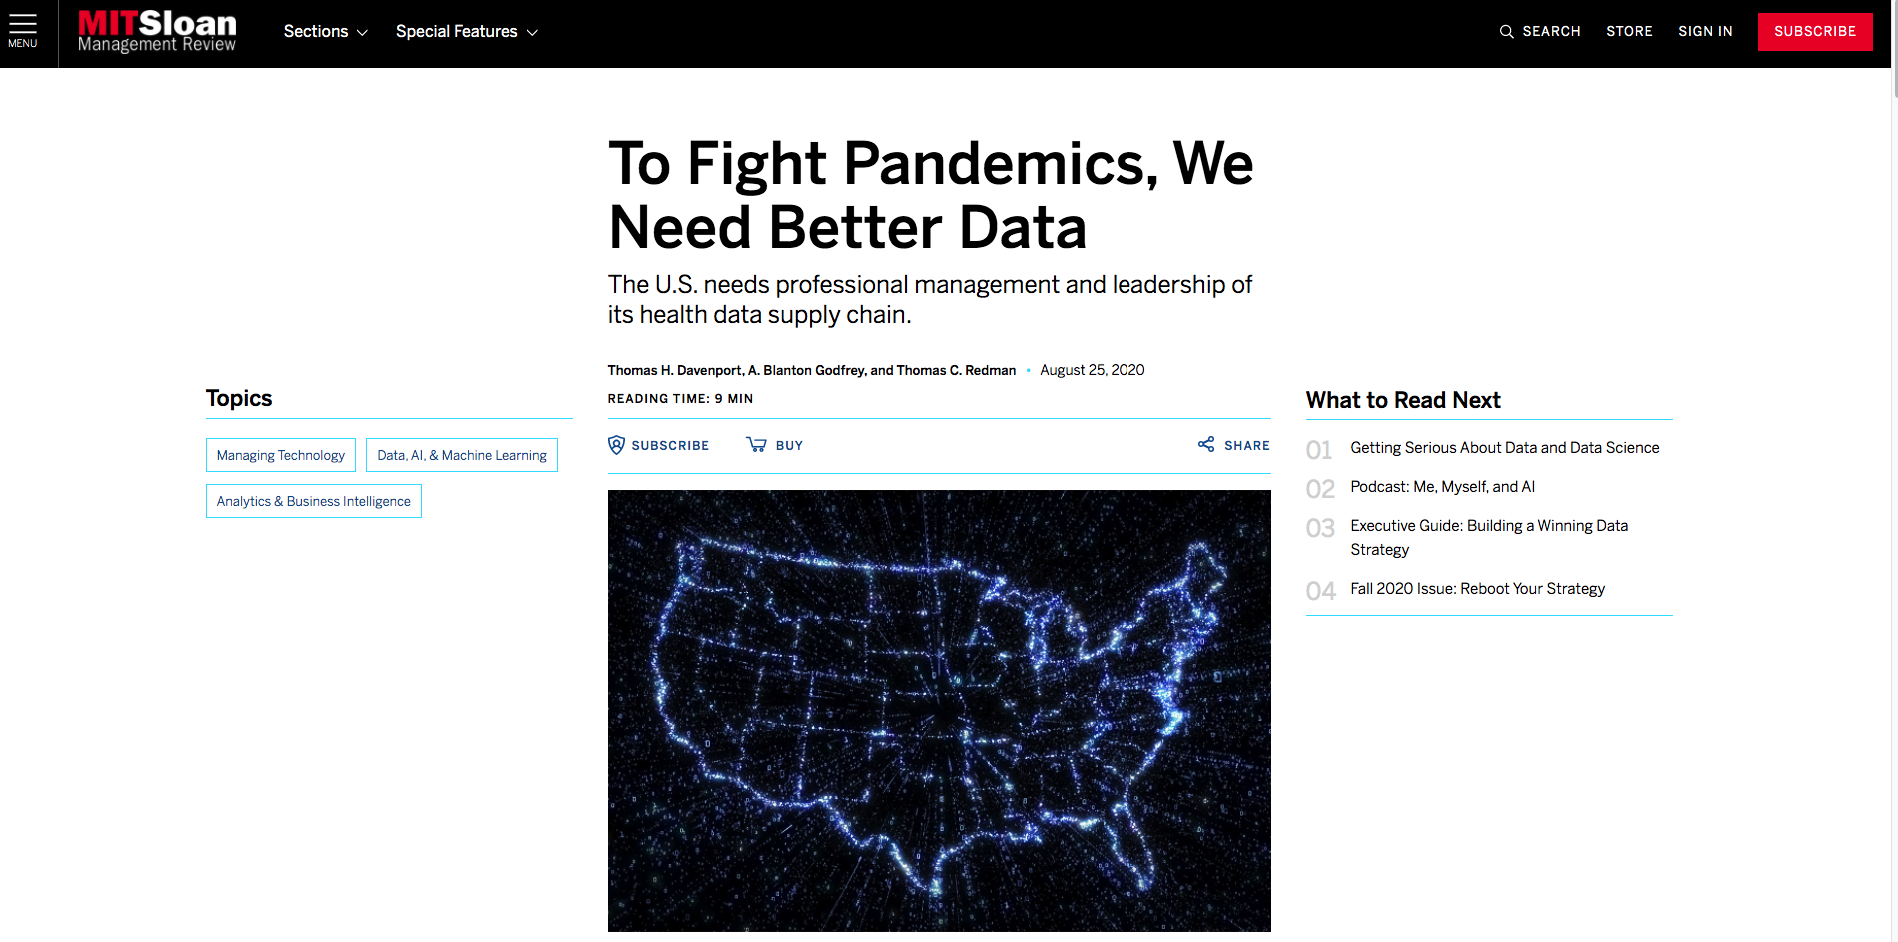 MENU
MITSloan
Management Review
Sections
Special Features
SEARCH
STORE
SIGN IN
SUBSCRIBE
To Fight Pandemics, We
Need Better Data
The U.S. needs professional management and leadership of
its health data supply chain.
Thomas H. Davenport, A. Blanton Godfrey, and Thomas C. Redman • August 25, 2020
READING TIME: 9 MIN
SUBSCRIBE
BUY
SHARE
Topics
Managing Technology
Data, AI, & Machine Learning
Analytics & Business Intelligence
What to Read Next
01 Getting Serious About Data and Data Science
02 Podcast: Me, Myself, and AI
03 Executive Guide: Building a Winning Data
Strategy
04 Fall 2020 Issue: Reboot Your Strategy